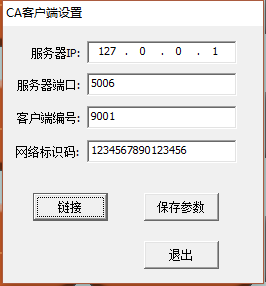 CA客户端设置
服务器IP: 127 . 0 . 0 . 1
服务器端口: 5006
客户端编号: 9001
网络标识码: 1234567890123456
链接 保存参数
退出